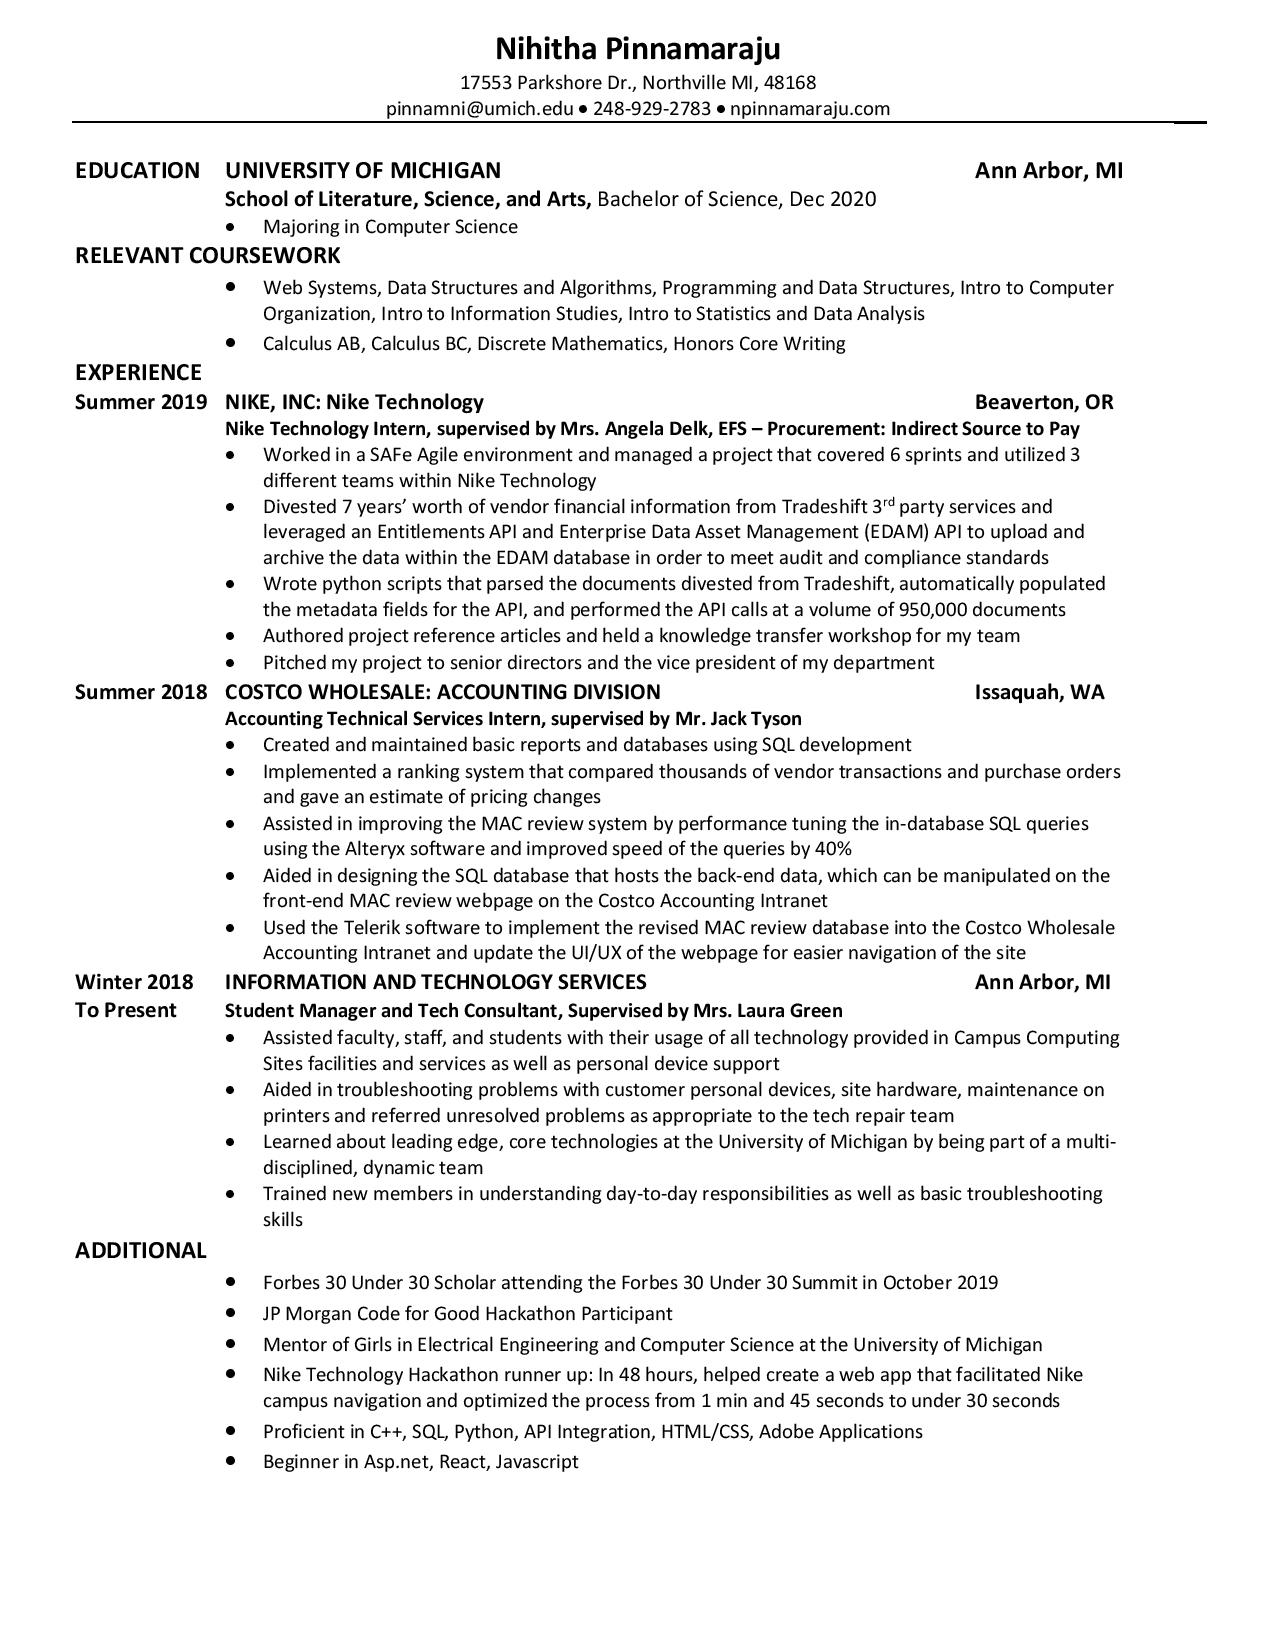 Nihitha Pinnamaraju
17553 Parkshore Dr., Northville MI, 48168
pinnamni@umich.edu • 248-929-2783 • npinnamaraju.com
EDUCATION UNIVERSITY OF MICHIGAN Ann Arbor, MI
School of Literature, Science, and Arts, Bachelor of Science, Dec 2020
• Majoring in Computer Science
RELEVANT COURSEWORK
• Web Systems, Data Structures and Algorithms, Programming and Data Structures, Intro to Computer
Organization, Intro to Information Studies, Intro to Statistics and Data Analysis
• Calculus AB, Calculus BC, Discrete Mathematics, Honors Core Writing
EXPERIENCE
Summer 2019 NIKE, INC: Nike Technology Beaverton, OR
Nike Technology Intern, supervised by Mrs. Angela Delk, EFS – Procurement: Indirect Source to Pay
• Worked in a SAFe Agile environment and managed a project that covered 6 sprints and utilized 3
different teams within Nike Technology
• Divested 7 years’ worth of vendor financial information from Tradeshift 3rd party services and
leveraged an Entitlements API and Enterprise Data Asset Management (EDAM) API to upload and
archive the data within the EDAM database in order to meet audit and compliance standards
• Wrote python scripts that parsed the documents divested from Tradeshift, automatically populated
the metadata fields for the API, and performed the API calls at a volume of 950,000 documents
• Authored project reference articles and held a knowledge transfer workshop for my team
• Pitched my project to senior directors and the vice president of my department
Summer 2018 COSTCO WHOLESALE: ACCOUNTING DIVISION Issaquah, WA
Accounting Technical Services Intern, supervised by Mr. Jack Tyson
• Created and maintained basic reports and databases using SQL development
• Implemented a ranking system that compared thousands of vendor transactions and purchase orders
and gave an estimate of pricing changes
• Assisted in improving the MAC review system by performance tuning the in-database SQL queries
using the Alteryx software and improved speed of the queries by 40%
• Aided in designing the SQL database that hosts the back-end data, which can be manipulated on the
front-end MAC review webpage on the Costco Accounting Intranet
• Used the Telerik software to implement the revised MAC review database into the Costco Wholesale
Accounting Intranet and update the UI/UX of the webpage for easier navigation of the site
Winter 2018 INFORMATION AND TECHNOLOGY SERVICES Ann Arbor, MI
To Present Student Manager and Tech Consultant, Supervised by Mrs. Laura Green
• Assisted faculty, staff, and students with their usage of all technology provided in Campus Computing
Sites facilities and services as well as personal device support
• Aided in troubleshooting problems with customer personal devices, site hardware, maintenance on
printers and referred unresolved problems as appropriate to the tech repair team
• Learned about leading edge, core technologies at the University of Michigan by being part of a multi-
disciplined, dynamic team
• Trained new members in understanding day-to-day responsibilities as well as basic troubleshooting
skills
ADDITIONAL
• Forbes 30 Under 30 Scholar attending the Forbes 30 Under 30 Summit in October 2019
• JP Morgan Code for Good Hackathon Participant
• Mentor of Girls in Electrical Engineering and Computer Science at the University of Michigan
• Nike Technology Hackathon runner up: In 48 hours, helped create a web app that facilitated Nike
campus navigation and optimized the process from 1 min and 45 seconds to under 30 seconds
• Proficient in C++, SQL, Python, API Integration, HTML/CSS, Adobe Applications
• Beginner in Asp.net, React, Javascript